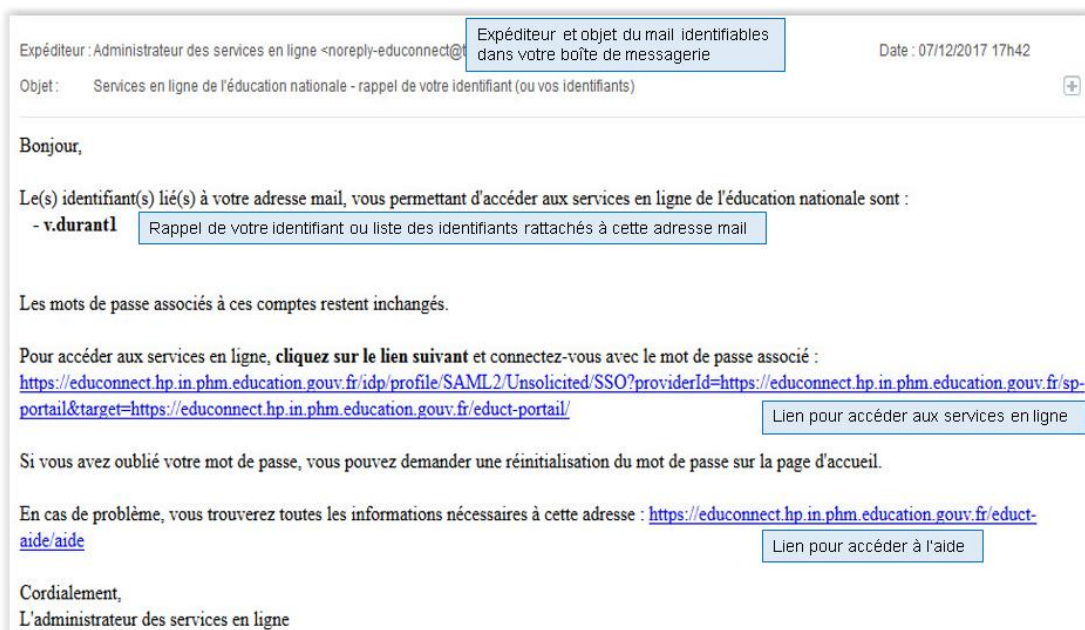 Expéditeur : Administrateur des services en ligne <noreply-educonnect@t
Expéditeur et objet du mail identifiables
dans votre boîte de messagerie
Date : 07/12/2017 17h42
Objet : Services en ligne de l'éducation nationale - rappel de votre identifiant (ou vos identifiants)
Bonjour,
Le(s) identifiant(s) lié(s) à votre adresse mail, vous permettant d'accéder aux services en ligne de l'éducation nationale sont :
- v.durant1
Rappel de votre identifiant ou liste des identifiants rattachés à cette adresse mail
Les mots de passe associés à ces comptes restent inchangés.
Pour accéder aux services en ligne, cliquez sur le lien suivant et connectez-vous avec le mot de passe associé :
https://educonnect.hp.in.phm.education.gouv.fr/idp/profile/SAML2/Unsolicited/SSO?providerId=https://educonnect.hp.in.phm.education.gouv.fr/sp-
portail&target=https://educonnect.hp.in.phm.education.gouv.fr/educt-portail/
Lien pour accéder aux services en ligne
Si vous avez oublié votre mot de passe, vous pouvez demander une réinitialisation du mot de passe sur la page d'accueil.
En cas de problème, vous trouverez toutes les informations nécessaires à cette adresse : https://educonnect.hp.in.phm.education.gouv.fr/educt-
aide/aide
Lien pour accéder à l'aide
Cordialement,
L'administrateur des services en ligne